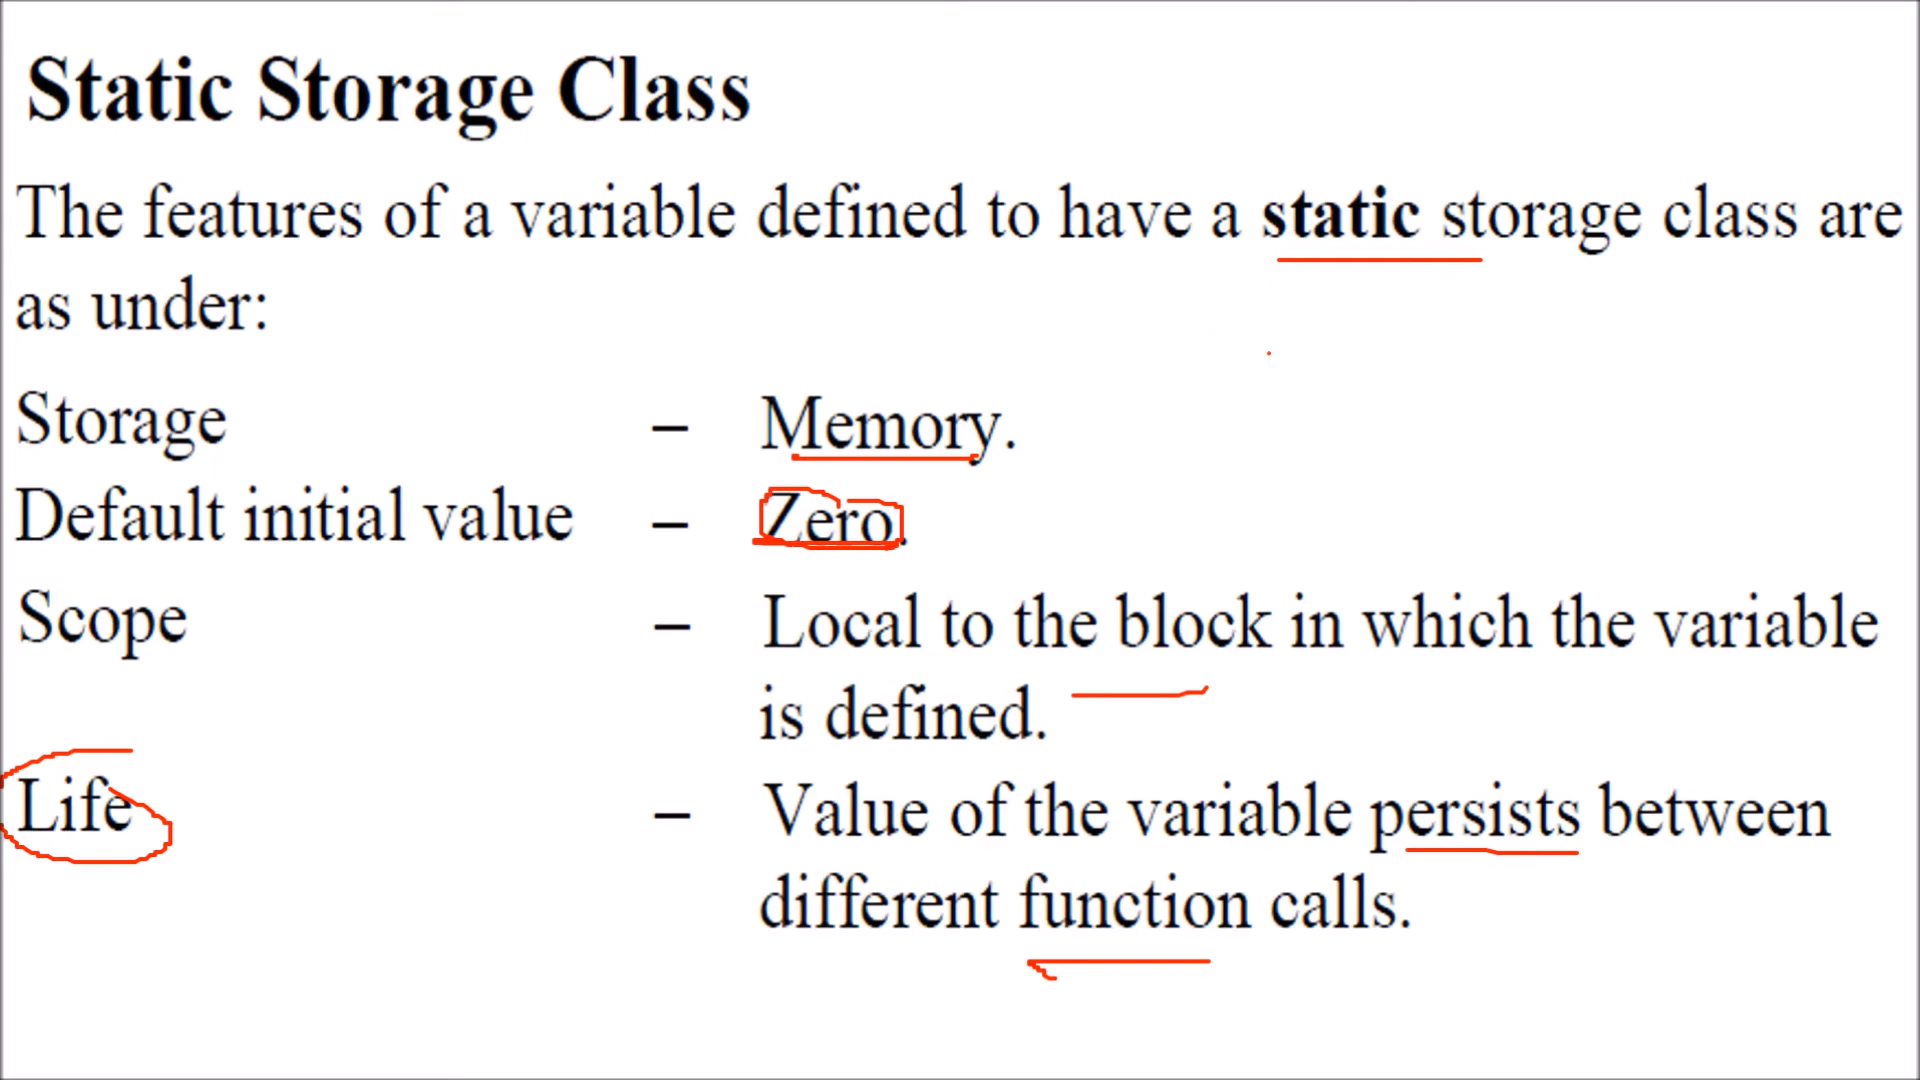 Static Storage Class
The features of a variable defined to have a static storage class are
as under:
Storage – Memory.
Default initial value – Zero.
Scope – Local to the block in which the variable
is defined.
Life – Value of the variable persists between
different function calls.